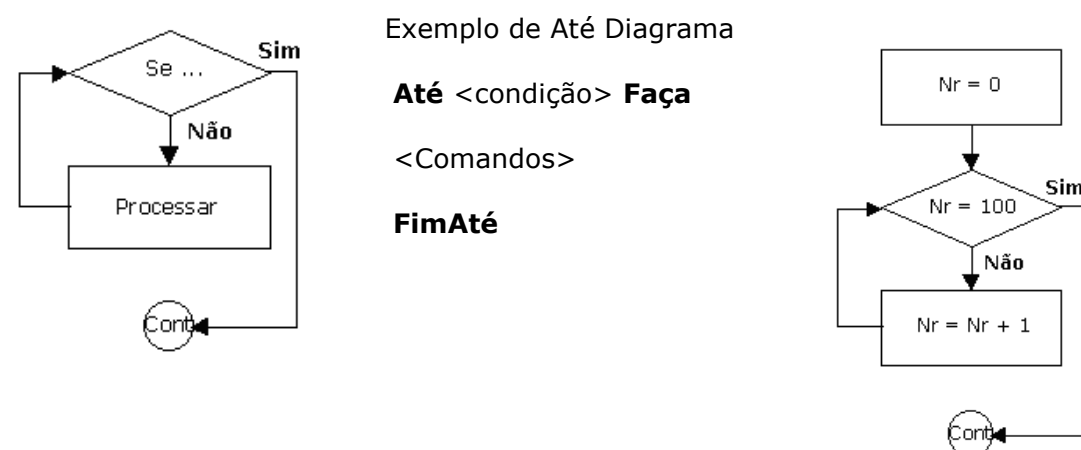 Sim
Se ...
Não
Processar
Cont
Exemplo de Até Diagrama
Até <condição> Faça
<Comandos>
FimAté
Nr = 0
Sim
Nr = 100
Não
Nr = Nr + 1
Cont